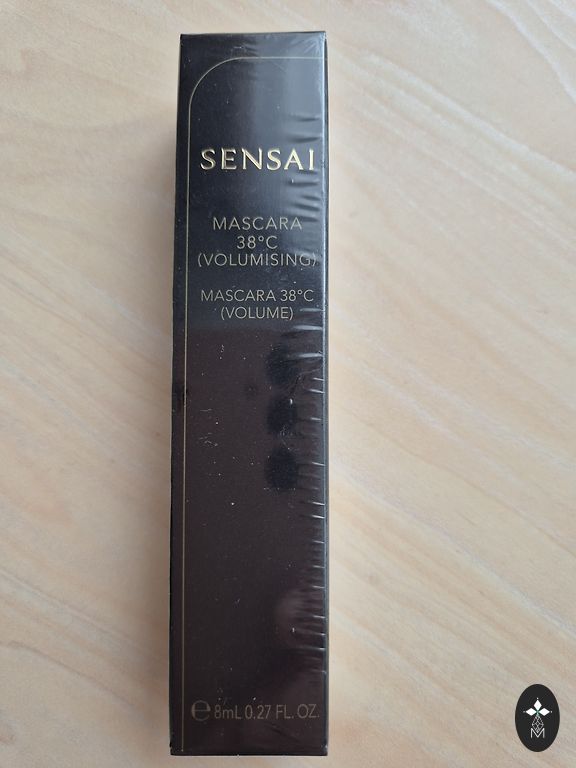 SENSAI
MASCARA
38°C
(VOLUMISING)
MASCARA 38°C
(VOLUME)
℮ 8mL 0.27 FL. OZ.
M